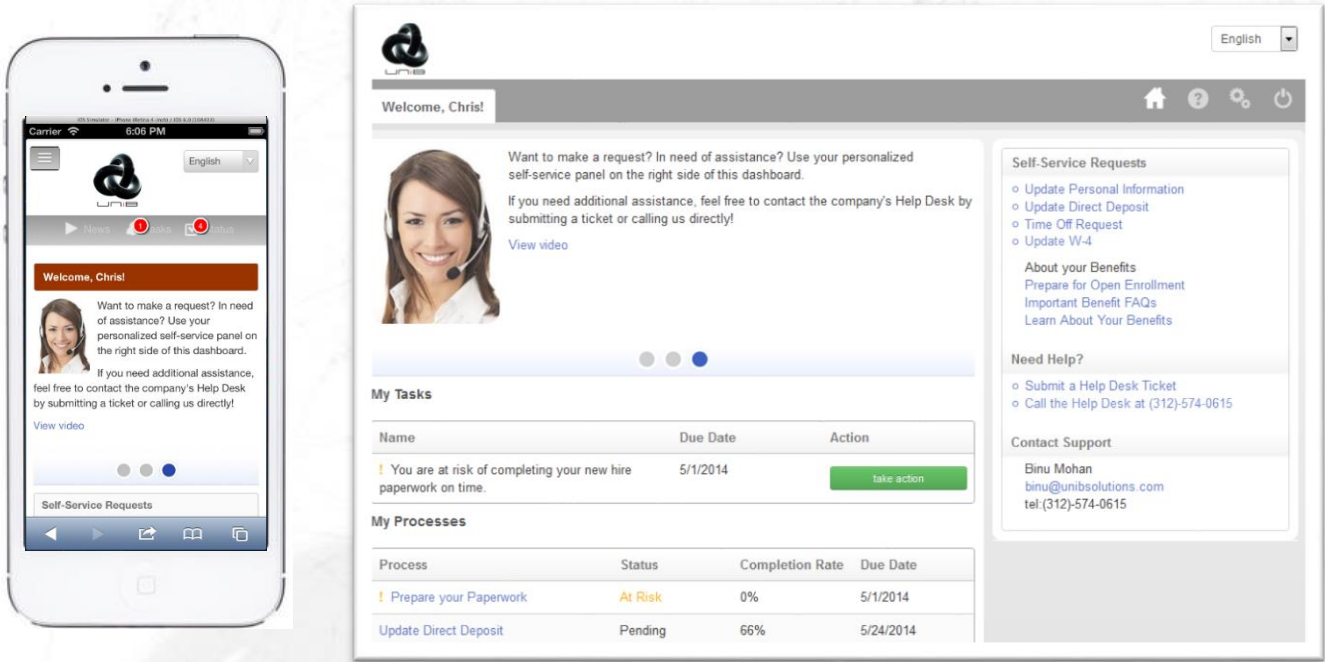 iOS Simulator - iPhone (Retina 4-inch) / iOS 6.0 (10A403)
Carrier 6:06 PM
English
UNIB
News 1 Tasks 4 Status
Welcome, Chris!
Want to make a request? In need
of assistance? Use your
personalized self-service panel on
the right side of this dashboard.
If you need additional assistance,
feel free to contact the company's Help Desk
by submitting a ticket or calling us directly!
View video
Self-Service Requests
UNIB
English
Welcome, Chris!
Want to make a request? In need of assistance? Use your personalized
self-service panel on the right side of this dashboard.
If you need additional assistance, feel free to contact the company's Help Desk by
submitting a ticket or calling us directly!
View video
My Tasks
Name Due Date Action
! You are at risk of completing your new hire 5/1/2014 take action
paperwork on time.
My Processes
Process Status Completion Rate Due Date
! Prepare your Paperwork At Risk 0% 5/1/2014
Update Direct Deposit Pending 66% 5/24/2014
Self-Service Requests
Update Personal Information
Update Direct Deposit
Time Off Request
Update W-4
About your Benefits
Prepare for Open Enrollment
Important Benefit FAQs
Learn About Your Benefits
Need Help?
Submit a Help Desk Ticket
Call the Help Desk at (312)-574-0615
Contact Support
Binu Mohan
binu@unibsolutions.com
tel:(312)-574-0615